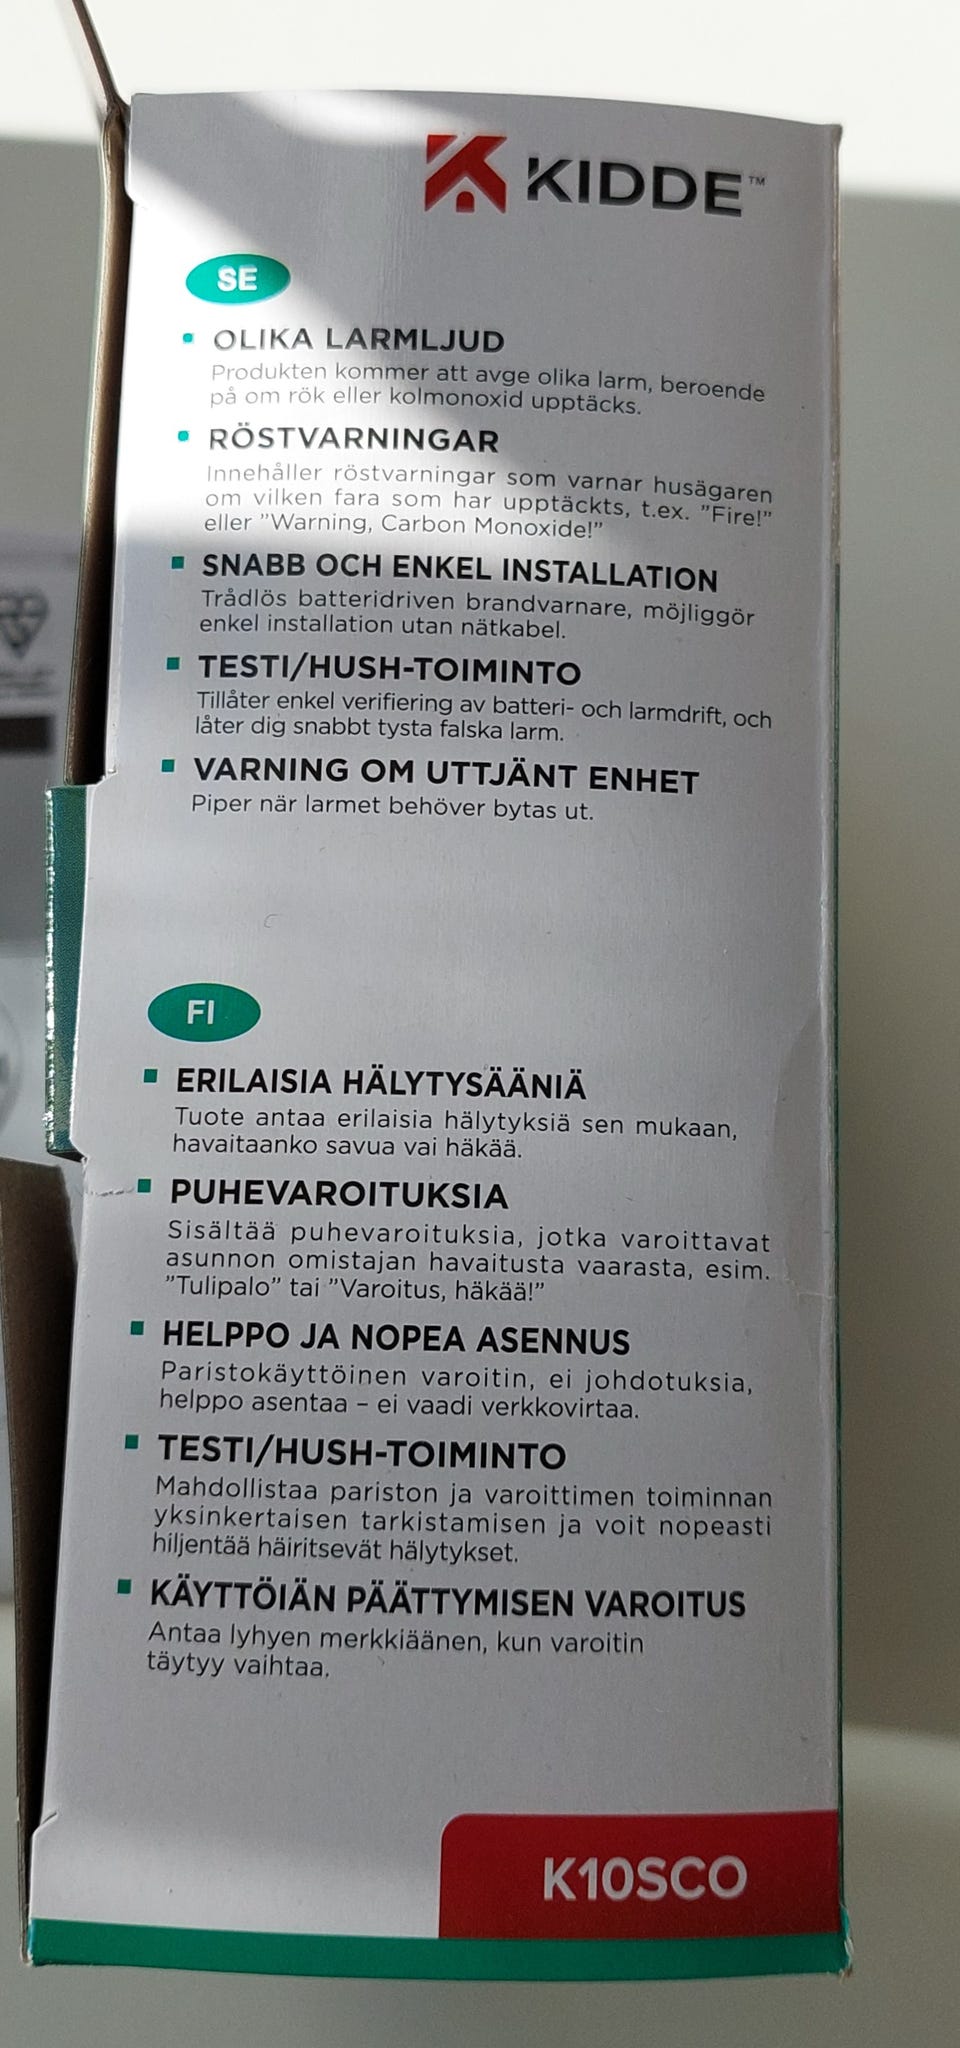 KIDDE™
SE
OLIKA LARMLJUD
Produkten kommer att avge olika larm, beroende
på om rök eller kolmonoxid upptäcks.
RÖSTVARNINGAR
Innehåller röstvarningar som varnar husägaren
om vilken fara som har upptäckts, t.ex. ”Fire!”
eller ”Warning, Carbon Monoxide!”
SNABB OCH ENKEL INSTALLATION
Trådlös batteridriven brandvarnare, möjliggör
enkel installation utan nätkabel.
TESTI/HUSH-TOIMINTO
Tillåter enkel verifiering av batteri- och larmdrift, och
låter dig snabbt tysta falska larm.
VARNING OM UTTJÄNT ENHET
Piper när larmet behöver bytas ut.
FI
ERILAISIA HÄLYTYSÄÄNIÄ
Tuote antaa erilaisia hälytyksiä sen mukaan,
havaitaanko savua vai häkää.
PUHEVAROITUKSIA
Sisältää puhevaroituksia, jotka varoittavat
asunnon omistajan havaitusta vaarasta, esim.
”Tulipalo” tai ”Varoitus, häkää!”
HELPPO JA NOPEA ASENNUS
Paristokäyttöinen varoitin, ei johdotuksia,
helppo asentaa – ei vaadi verkkovirtaa.
TESTI/HUSH-TOIMINTO
Mahdollistaa pariston ja varoittimen toiminnan
yksinkertaisen tarkistamisen ja voit nopeasti
hiljentää häiritsevät hälytykset.
KÄYTTÖIÄN PÄÄTTYMISEN VAROITUS
Antaa lyhyen merkkiäänen, kun varoitin
täytyy vaihtaa.
K10SCO